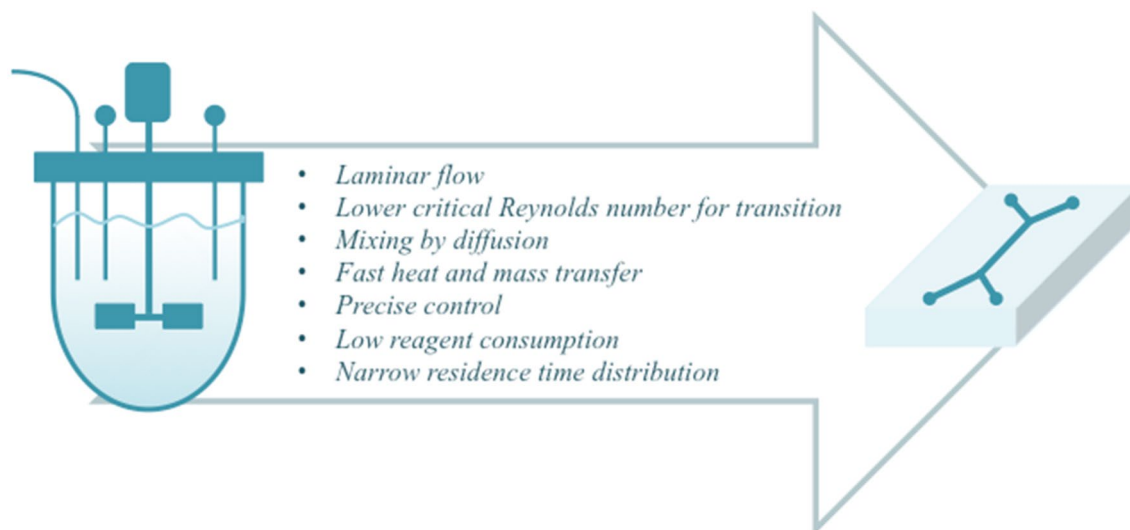 • Laminar flow
• Lower critical Reynolds number for transition
• Mixing by diffusion
• Fast heat and mass transfer
• Precise control
• Low reagent consumption
• Narrow residence time distribution